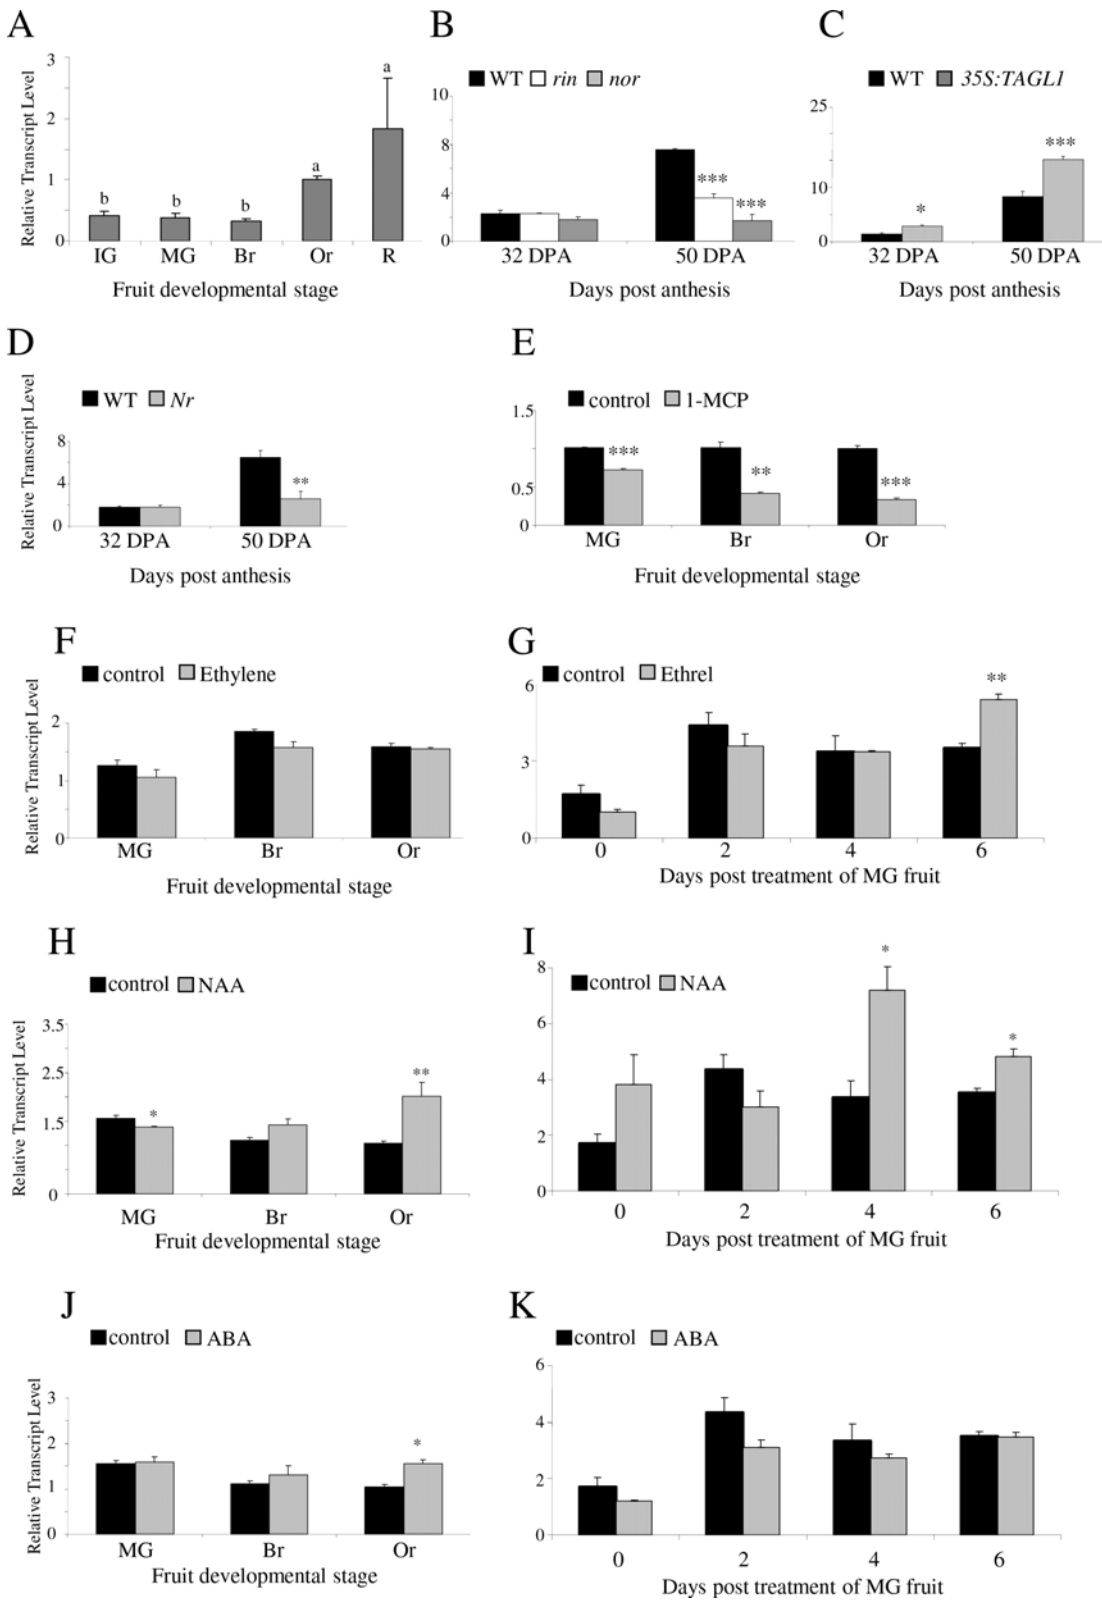 A
Relative Transcript Level
3
2
1
0
b
b
b
a
a
IG MG Br Or R
Fruit developmental stage
B
WT rin nor
10
8
4
0
***
***
32 DPA 50 DPA
Days post anthesis
C
WT 35S:TAGL1
25
10
0
*
***
32 DPA 50 DPA
Days post anthesis
D
Relative Transcript Level
WT Nr
8
4
0
**
32 DPA 50 DPA
Days post anthesis
E
control 1-MCP
1.5
0.5
0
***
**
***
MG Br Or
Fruit developmental stage
F
Relative Transcript Level
control Ethylene
2
1
0
MG Br Or
Fruit developmental stage
G
control Ethrel
6
3
0
**
0 2 4 6
Days post treatment of MG fruit
H
Relative Transcript Level
control NAA
3.5
1.5
0
*
**
MG Br Or
Fruit developmental stage
I
control NAA
8
6
4
2
0
*
*
0 2 4 6
Days post treatment of MG fruit
J
Relative Transcript Level
control ABA
3
2
1
0
*
MG Br Or
Fruit developmental stage
K
control ABA
6
4
2
0
0 2 4 6
Days post treatment of MG fruit